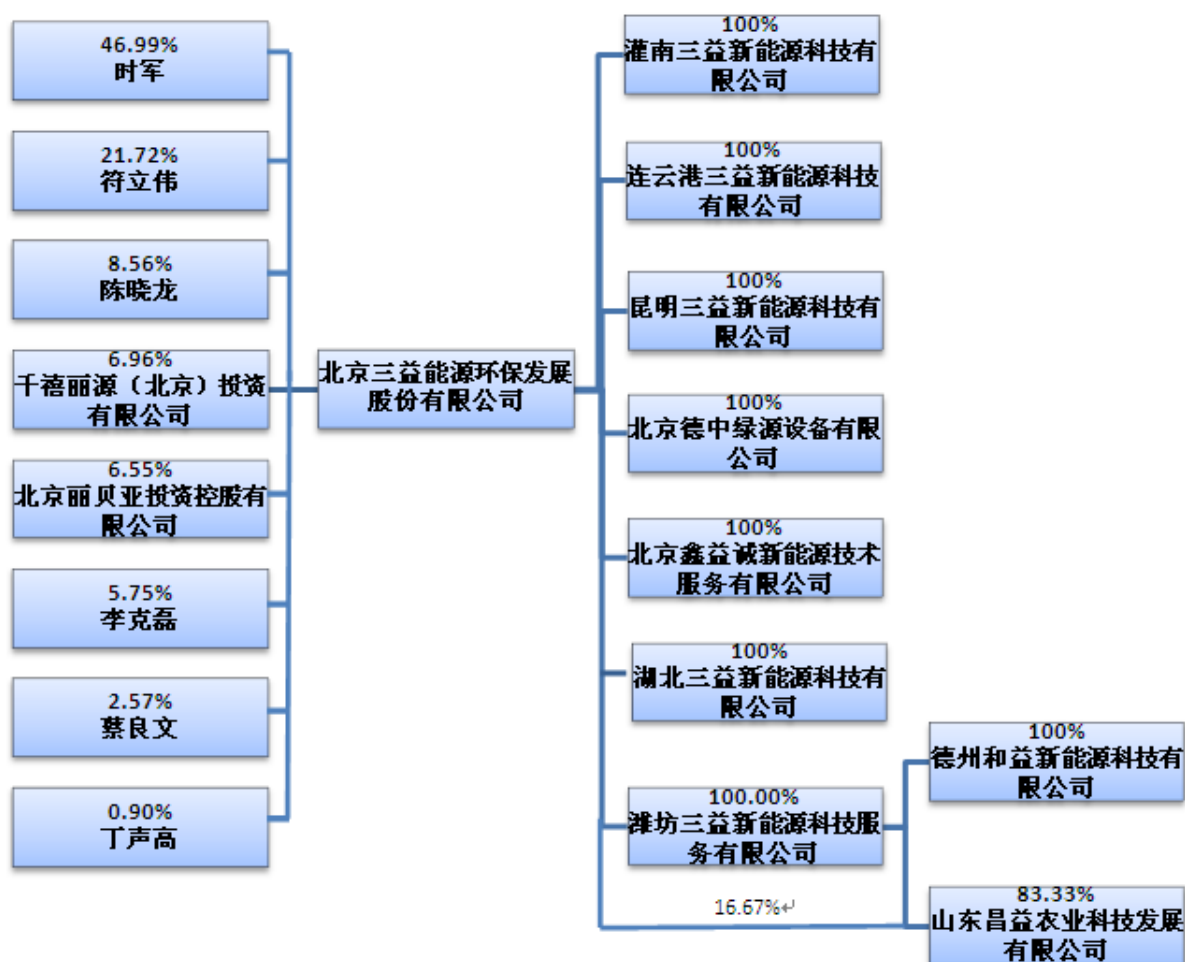 46.99%
时军
21.72%
符立伟
8.56%
陈晓龙
6.96%
千禧丽源（北京）投资
有限公司
6.55%
北京丽贝亚投资控股有
限公司
5.75%
李克磊
2.57%
蔡良文
0.90%
丁声高
北京三益能源环保发展
股份有限公司
100%
灌南三益新能源科技有
限公司
100%
连云港三益新能源科技
有限公司
100%
昆明三益新能源科技有
限公司
100%
北京德中绿源设备有限
公司
100%
北京鑫益诚新能源技术
服务有限公司
100%
湖北三益新能源科技有
限公司
100.00%
潍坊三益新能源科技服
务有限公司
16.67%↵
100%
德州和益新能源科技有
限公司
83.33%
山东昌益农业科技发展
有限公司